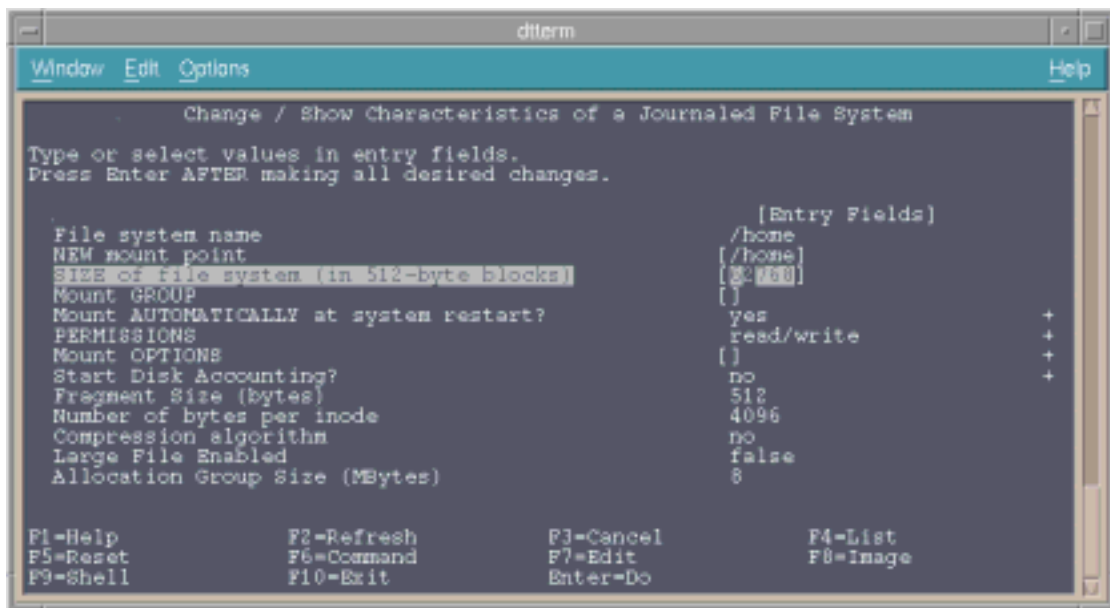 dtterm
Window Edit Options Help
Change / Show Characteristics of a Journaled File System
Type or select values in entry fields.
Press Enter AFTER making all desired changes.
[Entry Fields]
File system name /home
NEW mount point [/home]
SIZE of file system (in 512-byte blocks) [32768]
Mount GROUP []
Mount AUTOMATICALLY at system restart? yes +
PERMISSIONS read/write +
Mount OPTIONS [] +
Start Disk Accounting? no +
Fragment Size (bytes) 512
Number of bytes per inode 4096
Compression algorithm no
Large File Enabled false
Allocation Group Size (MBytes) 8
F1=Help F2=Refresh F3=Cancel F4=List
F5=Reset F6=Command F7=Edit F8=Image
F9=Shell F10=Exit Enter=Do